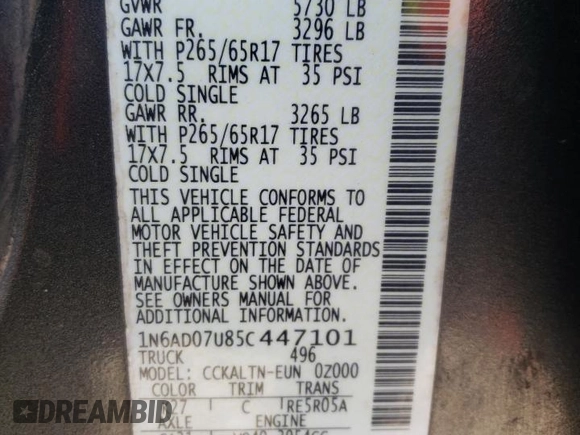 GVWR 5730 LB
GAWR FR. 3296 LB
WITH P265/65R17 TIRES
17X7.5 RIMS AT 35 PSI
COLD SINGLE
GAWR RR. 3265 LB
WITH P265/65R17 TIRES
17X7.5 RIMS AT 35 PSI
COLD SINGLE
THIS VEHICLE CONFORMS TO
ALL APPLICABLE FEDERAL
MOTOR VEHICLE SAFETY AND
THEFT PREVENTION STANDARDS
IN EFFECT ON THE DATE OF
MANUFACTURE SHOWN ABOVE.
SEE OWNERS MANUAL FOR
ADDITIONAL INFORMATION.
1N6AD07U85C447101
TRUCK 496
MODEL: CCKALTN-EUN 0Z000
COLOR TRIM TRANS
C RE5R05A
AXLE ENGINE
DREAMBID